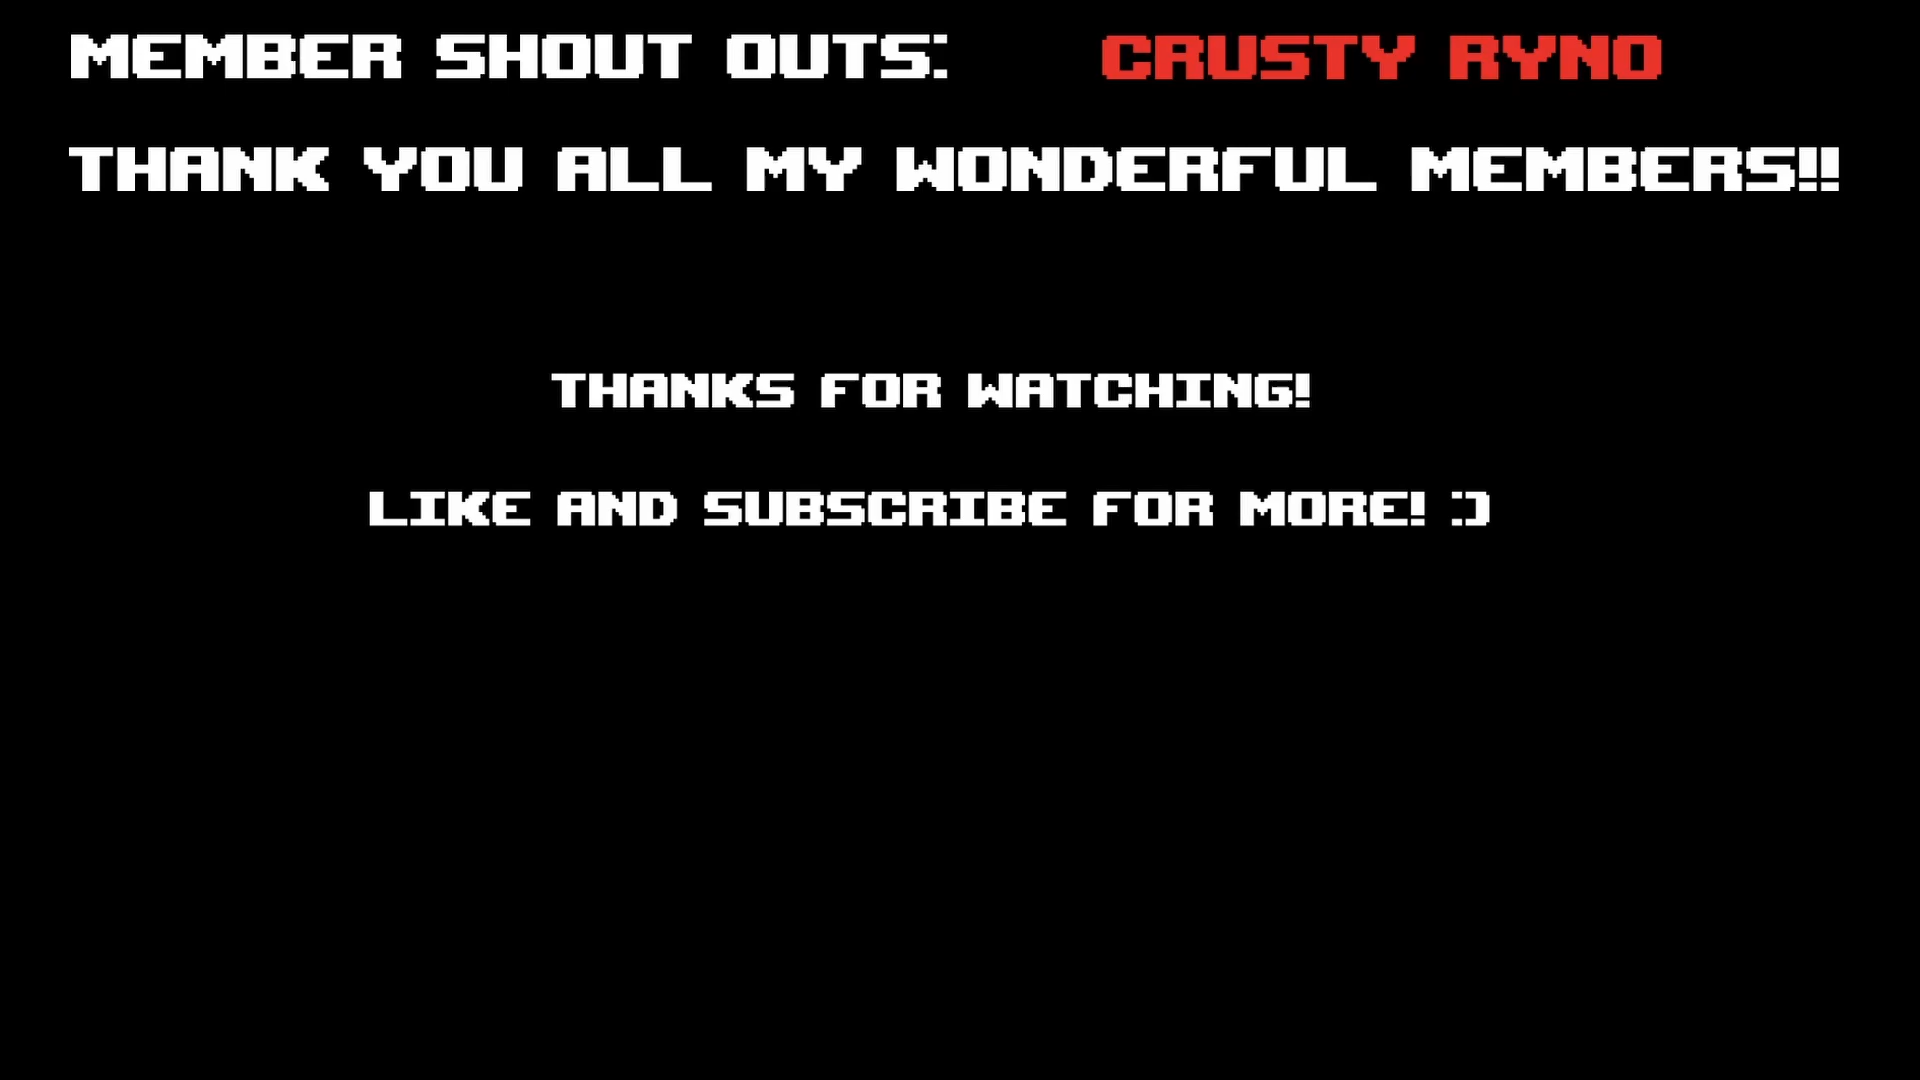 MEMBER SHOUT OUTS: CRUSTY RYNO
THANK YOU ALL MY WONDERFUL MEMBERS!!
THANKS FOR WATCHING!
LIKE AND SUBSCRIBE FOR MORE! :)